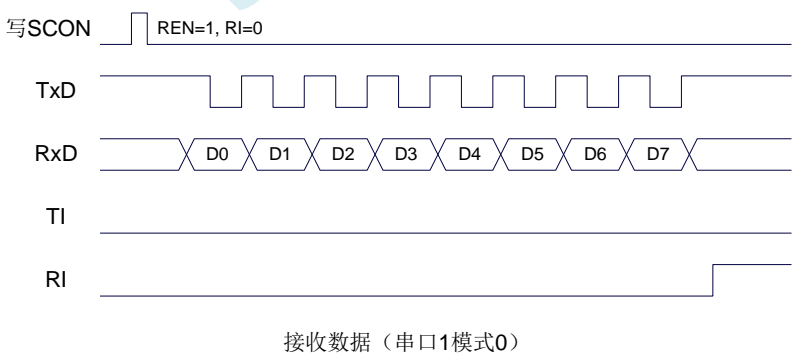 写SCON REN=1, RI=0
TxD
RxD D0 D1 D2 D3 D4 D5 D6 D7
TI
RI
接收数据（串口1模式0）